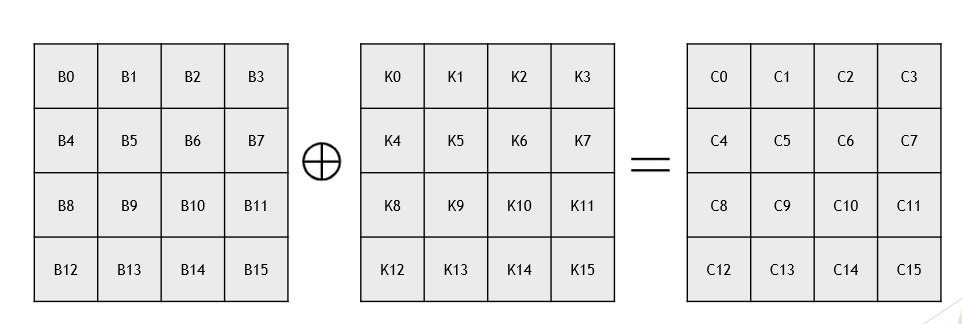 B0 B1 B2 B3 K0 K1 K2 K3 C0 C1 C2 C3
B4 B5 B6 B7 K4 K5 K6 K7 C4 C5 C6 C7
⊕ =
B8 B9 B10 B11 K8 K9 K10 K11 C8 C9 C10 C11
B12 B13 B14 B15 K12 K13 K14 K15 C12 C13 C14 C15